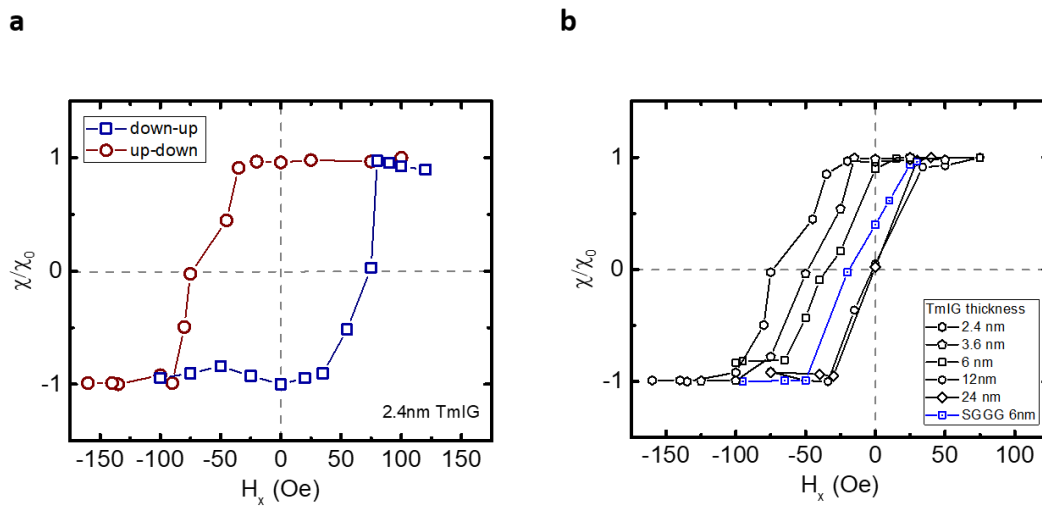 a
b
down-up
up-down
1
0
-1
χ/χ₀
2.4nm TmIG
-150 -100 -50 0 50 100 150
Hₓ (Oe)
1
0
-1
χ/χ₀
TmIG thickness
2.4 nm
3.6 nm
6 nm
12nm
24 nm
SGGG 6nm
-150 -100 -50 0 50 100
Hₓ (Oe)